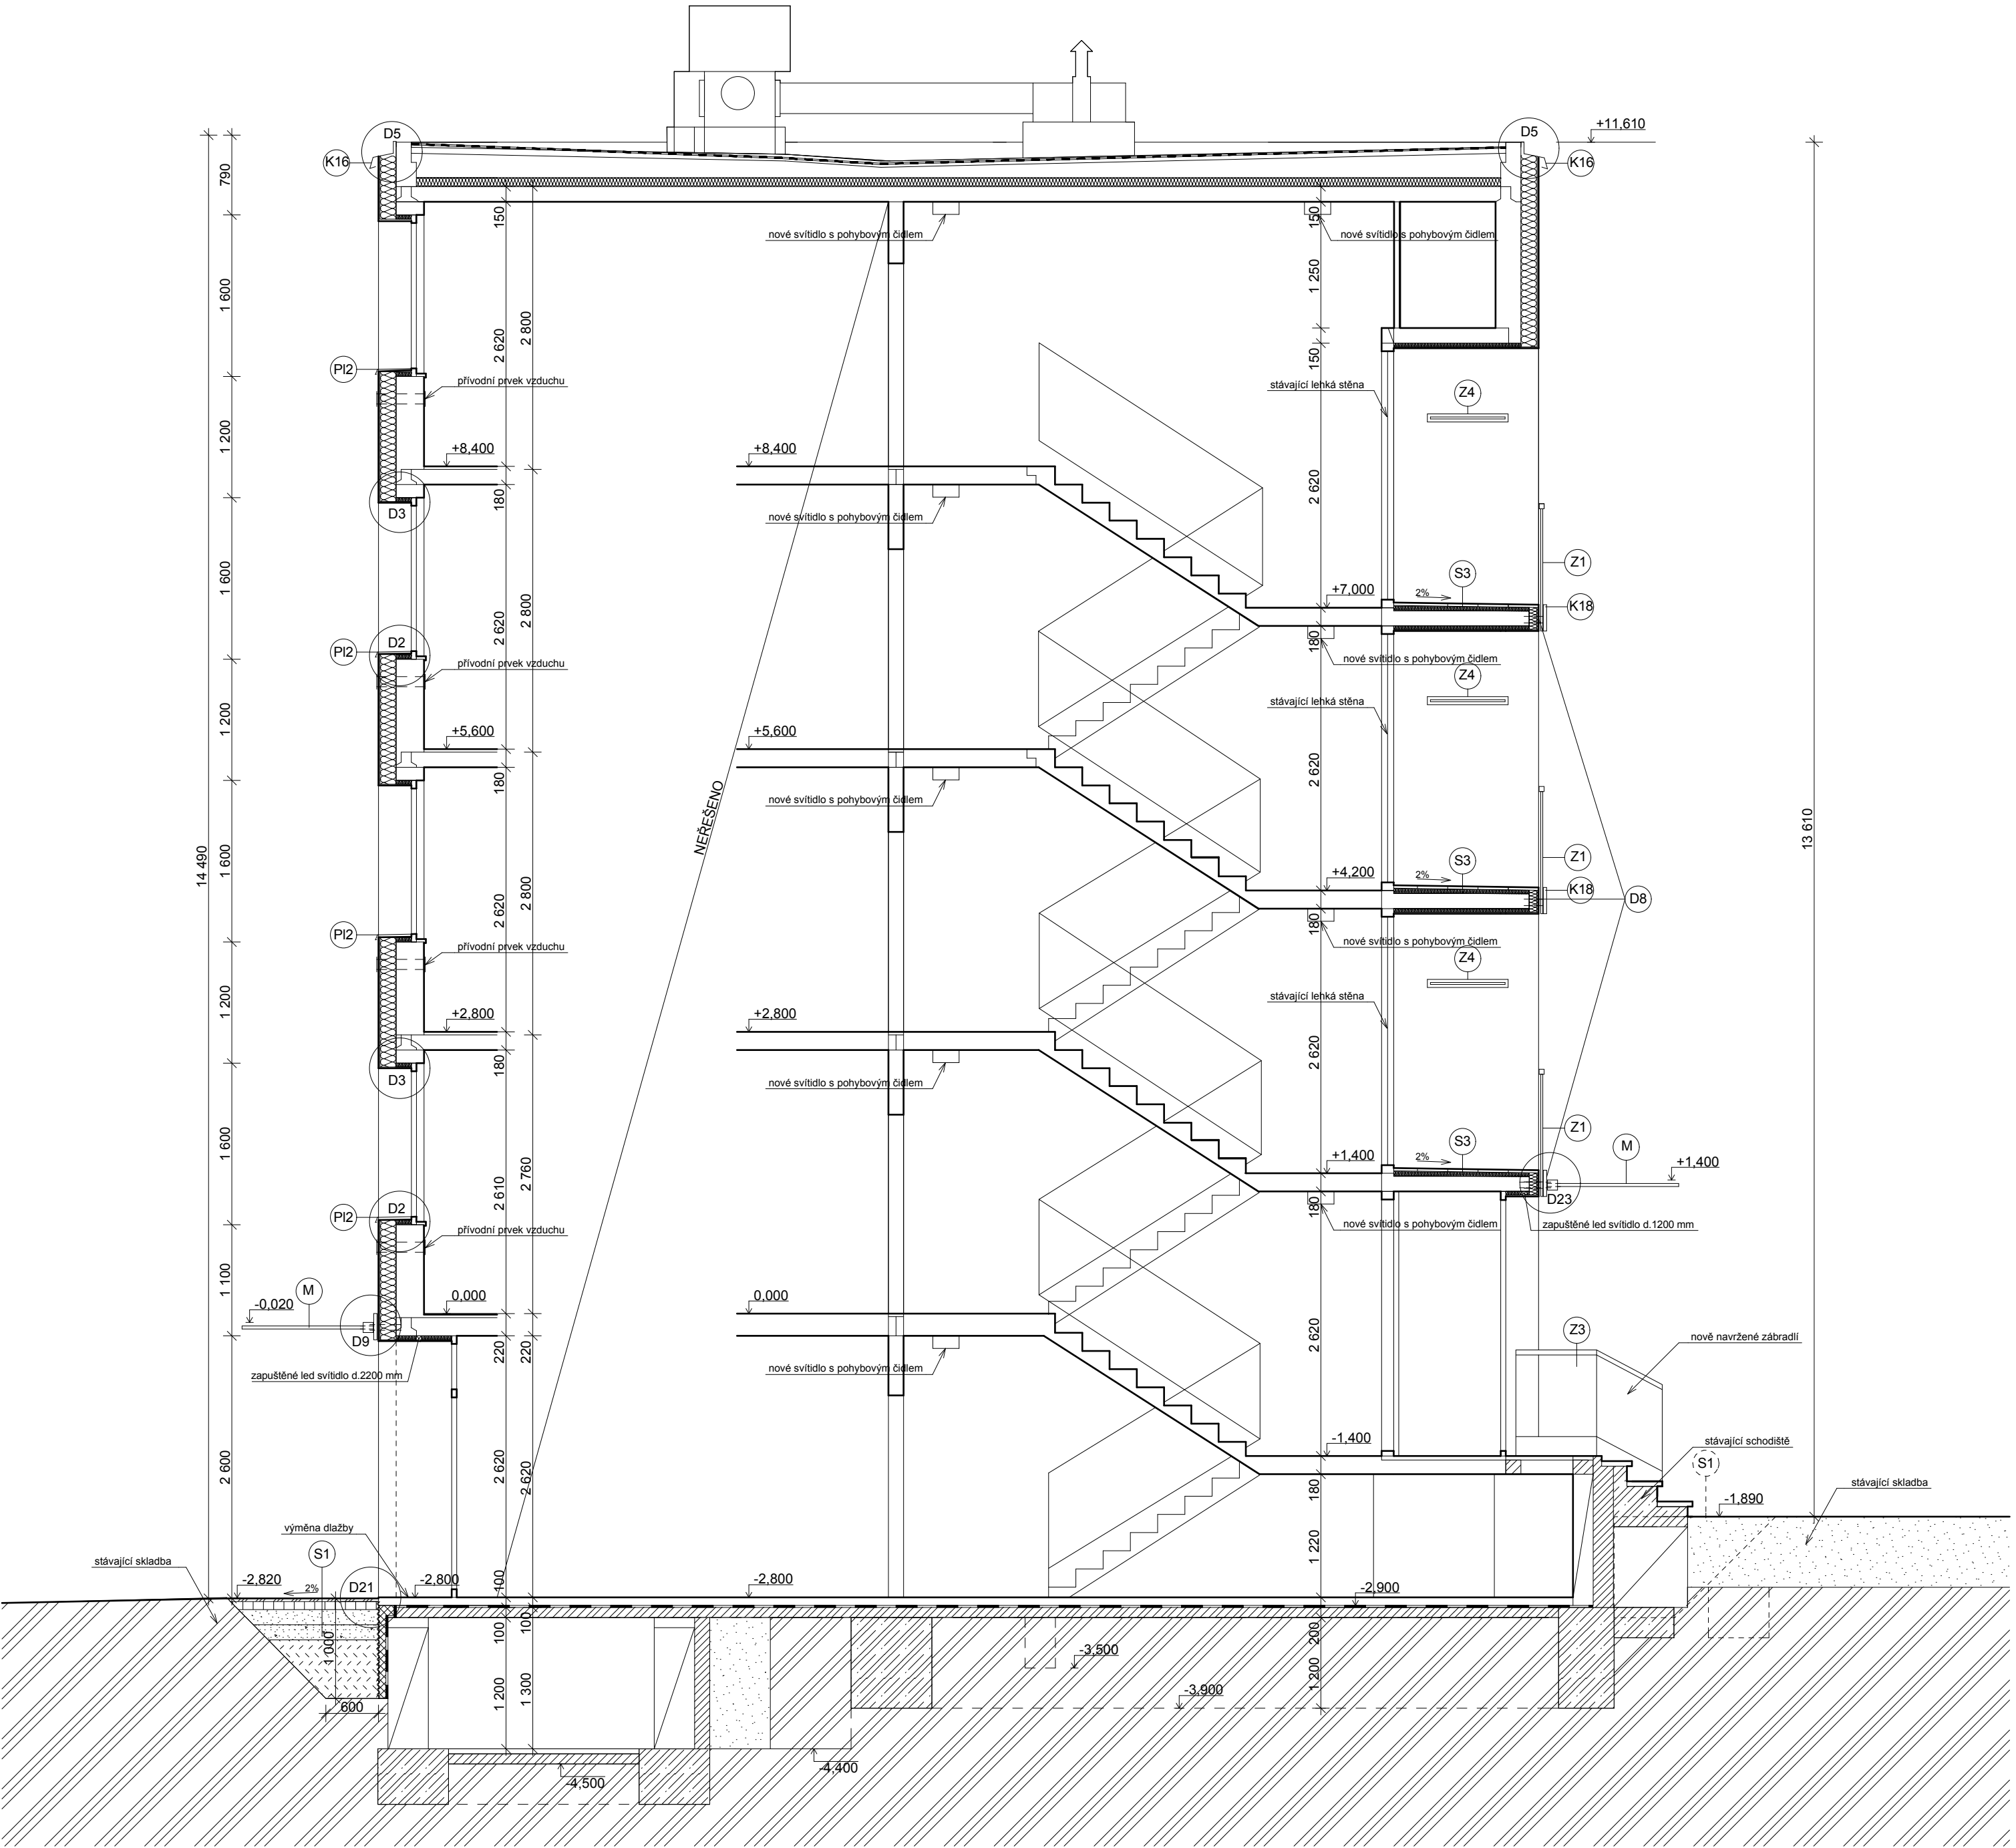 D5
D5
+11,610
K16
K16
790
150
150
nové svítidlo s pohybovým čidlem
nové svítidlo s pohybovým čidlem
1 600
2 620
2 800
1 250
150
Pl2
přívodní prvek vzduchu
stávající lehká stěna
Z4
1 200
+8,400
+8,400
2 620
D3
180
nové svítidlo s pohybovým čidlem
1 600
2 620
2 800
+7,000
2%
S3
Z1
K18
180
nové svítidlo s pohybovým čidlem
Pl2
D2
přívodní prvek vzduchu
stávající lehká stěna
Z4
1 200
+5,600
+5,600
2 620
180
nové svítidlo s pohybovým čidlem
NEŘEŠENO
14 490
13 610
1 600
2 620
2 800
+4,200
2%
S3
Z1
K18
D8
180
nové svítidlo s pohybovým čidlem
Pl2
přívodní prvek vzduchu
stávající lehká stěna
Z4
1 200
+2,800
+2,800
2 620
D3
180
nové svítidlo s pohybovým čidlem
1 600
2 610
2 760
+1,400
2%
S3
Z1
M
+1,400
D23
180
nové svítidlo s pohybovým čidlem
zapuštěné led svítidlo d.1200 mm
Pl2
D2
přívodní prvek vzduchu
1 100
M
-0,020
D9
0,000
0,000
220
220
zapuštěné led svítidlo d.2200 mm
nové svítidlo s pohybovým čidlem
2 620
Z3
nově navržené zábradlí
2 600
2 620
2 620
-1,400
180
stávající schodiště
S1
stávající skladba
-1,890
výměna dlažby
stávající skladba
S1
D21
-2,820
2%
-2,800
400
-2,800
1 220
-2,900
1 000
100
100
200
-3,500
600
1 200
1 300
1 200
-3,900
-4,400
-4,500